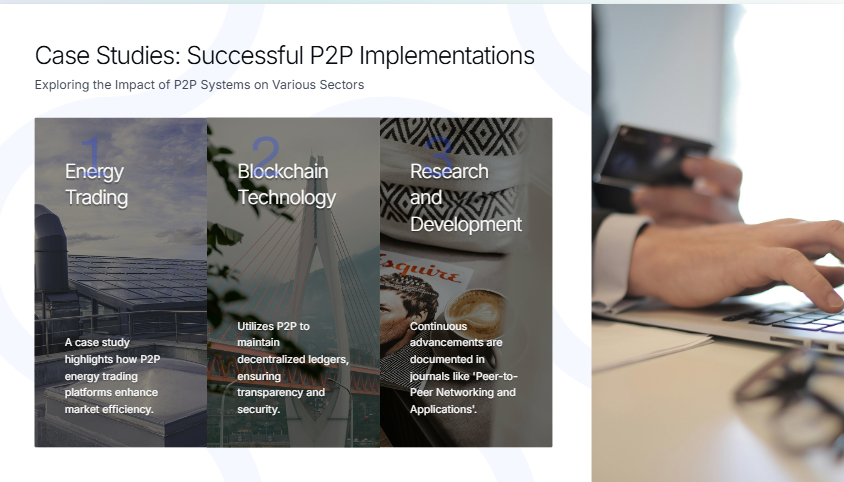 Case Studies: Successful P2P Implementations
Exploring the Impact of P2P Systems on Various Sectors
1
Energy
Trading
A case study
highlights how P2P
energy trading
platforms enhance
market efficiency.
2
Blockchain
Technology
Utilizes P2P to
maintain
decentralized ledgers,
ensuring
transparency and
security.
3
Research
and
Development
Esquire
Continuous
advancements are
documented in
journals like 'Peer-to-
Peer Networking and
Applications'.